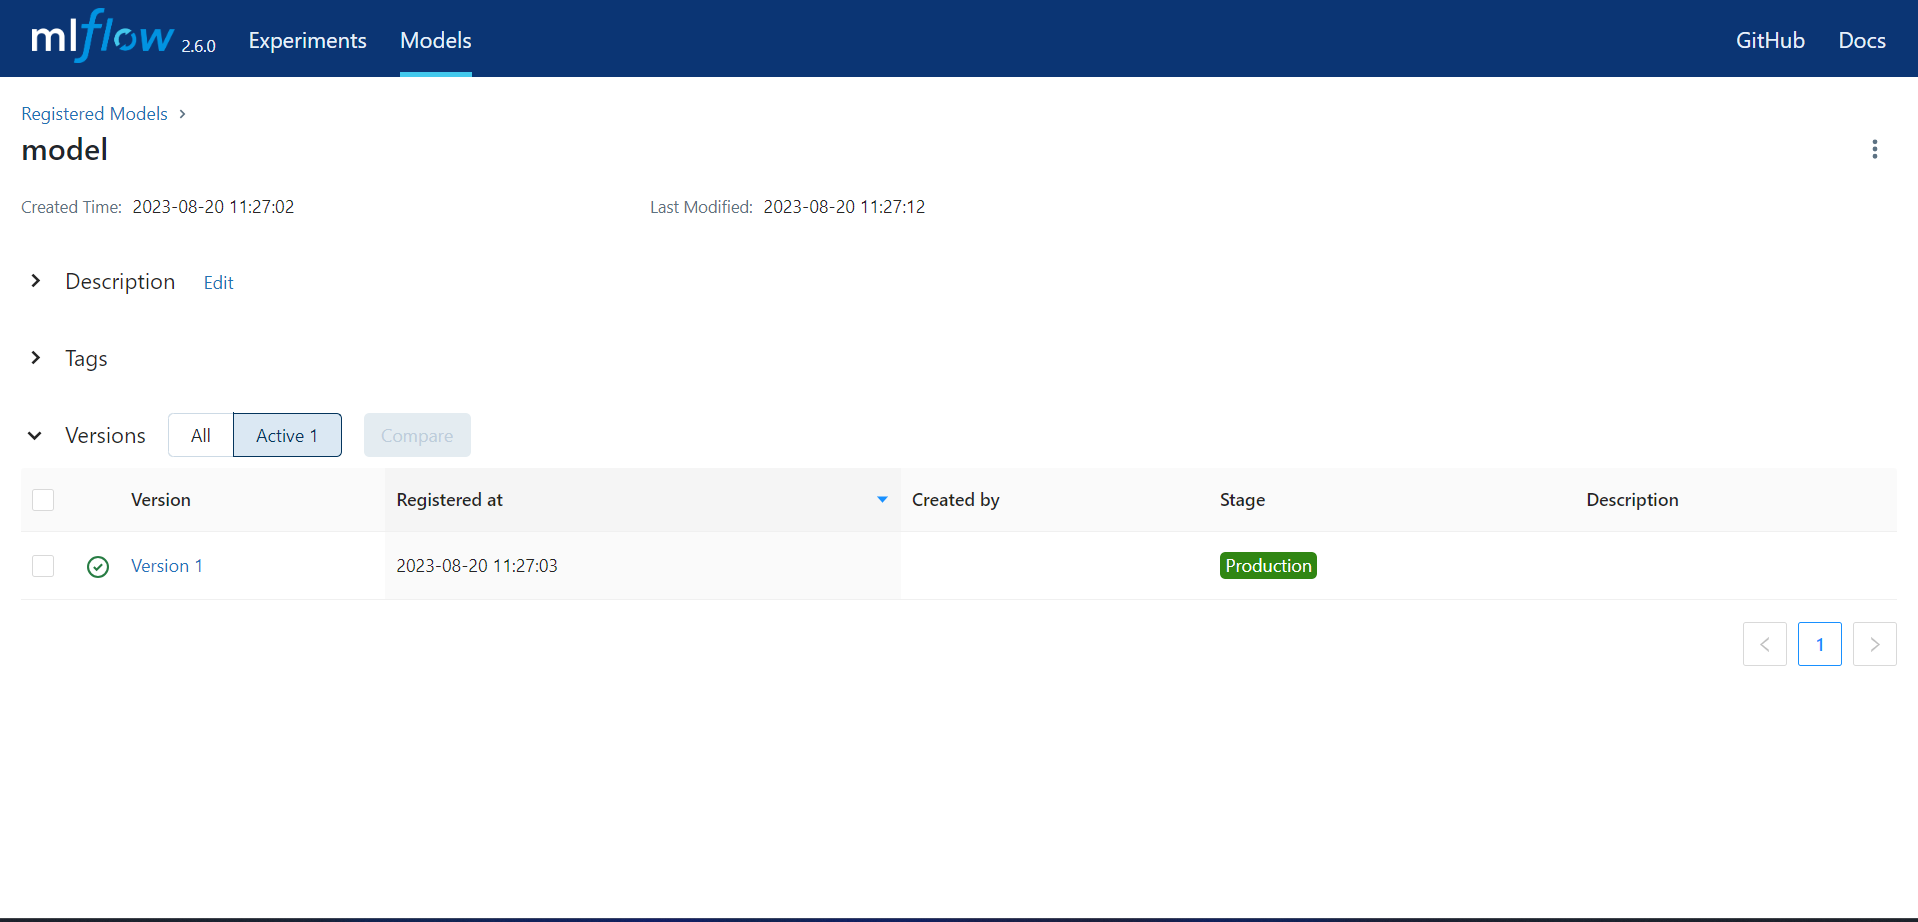 mlflow 2.6.0 Experiments Models GitHub Docs
Registered Models
model
Created Time: 2023-08-20 11:27:02 Last Modified: 2023-08-20 11:27:12
Description Edit
Tags
Versions All Active 1 Compare
Version Registered at Created by Stage Description
Version 1 2023-08-20 11:27:03 Production
1